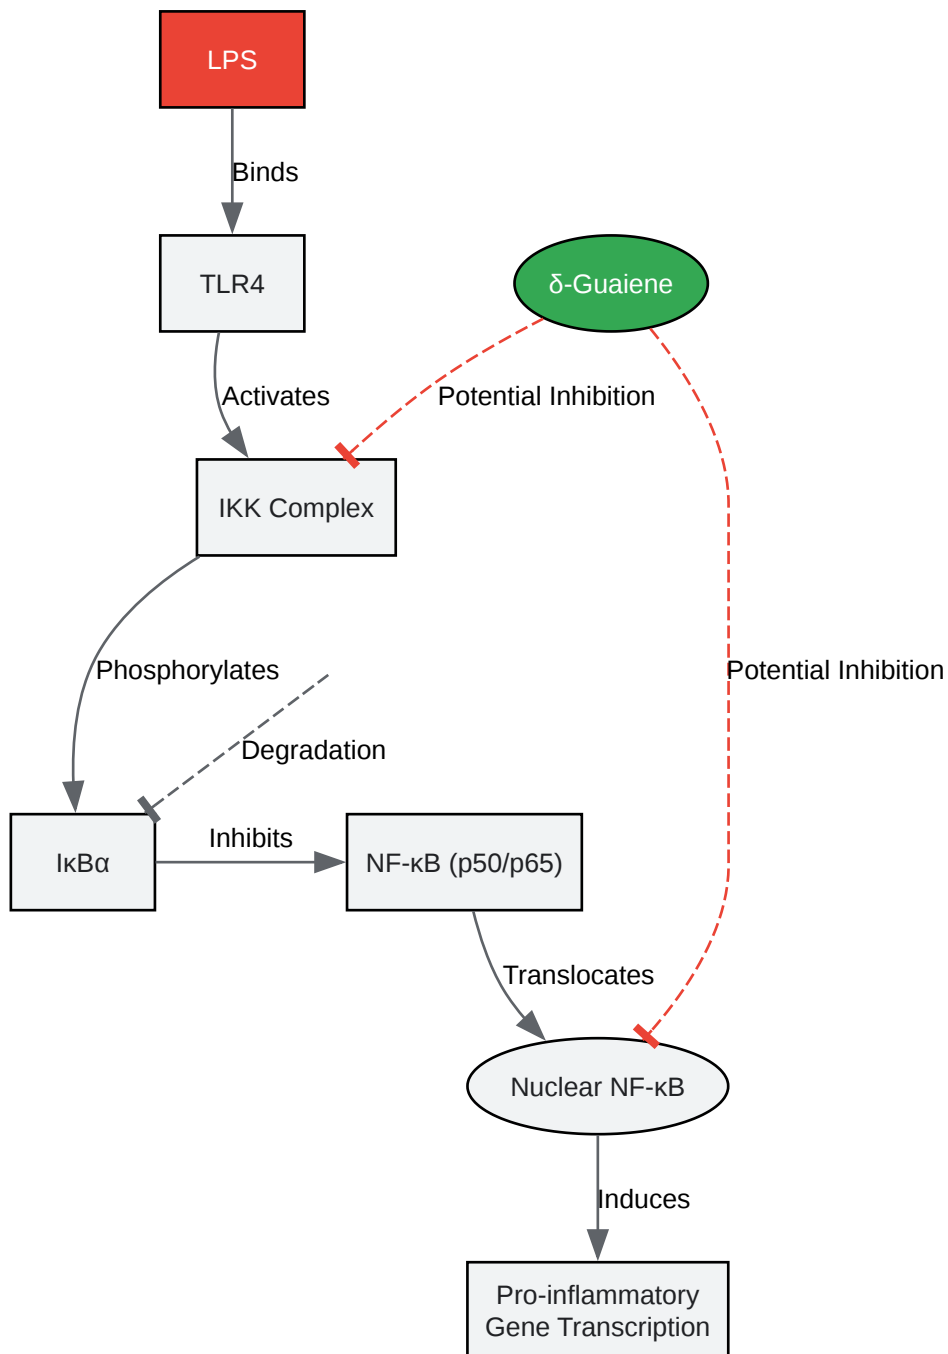 LPS
Binds
TLR4
δ-Guaiene
Activates
Potential Inhibition
IKK Complex
Phosphorylates
Potential Inhibition
Degradation
Inhibits
IκBα
NF-κB (p50/p65)
Translocates
Nuclear NF-κB
Induces
Pro-inflammatory
Gene Transcription